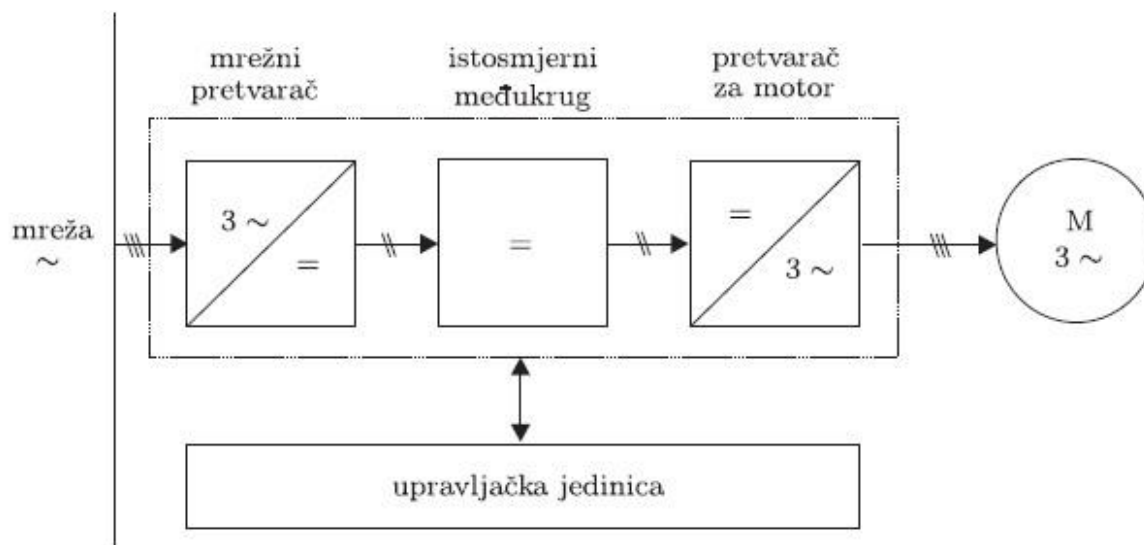 mrežni
pretvarač
istosmjerni
međukrug
pretvarač
za motor
mreža
~
3 ~
=
=
=
3 ~
M
3 ~
upravljačka jedinica